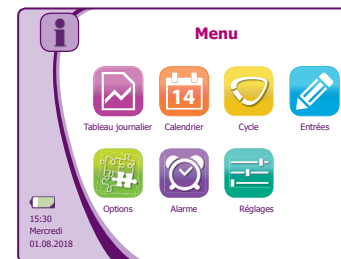 Menu
14
Tableau journalier Calendrier Cycle Entrées
Options Alarme Réglages
15:30
Mercredi
01.08.2018